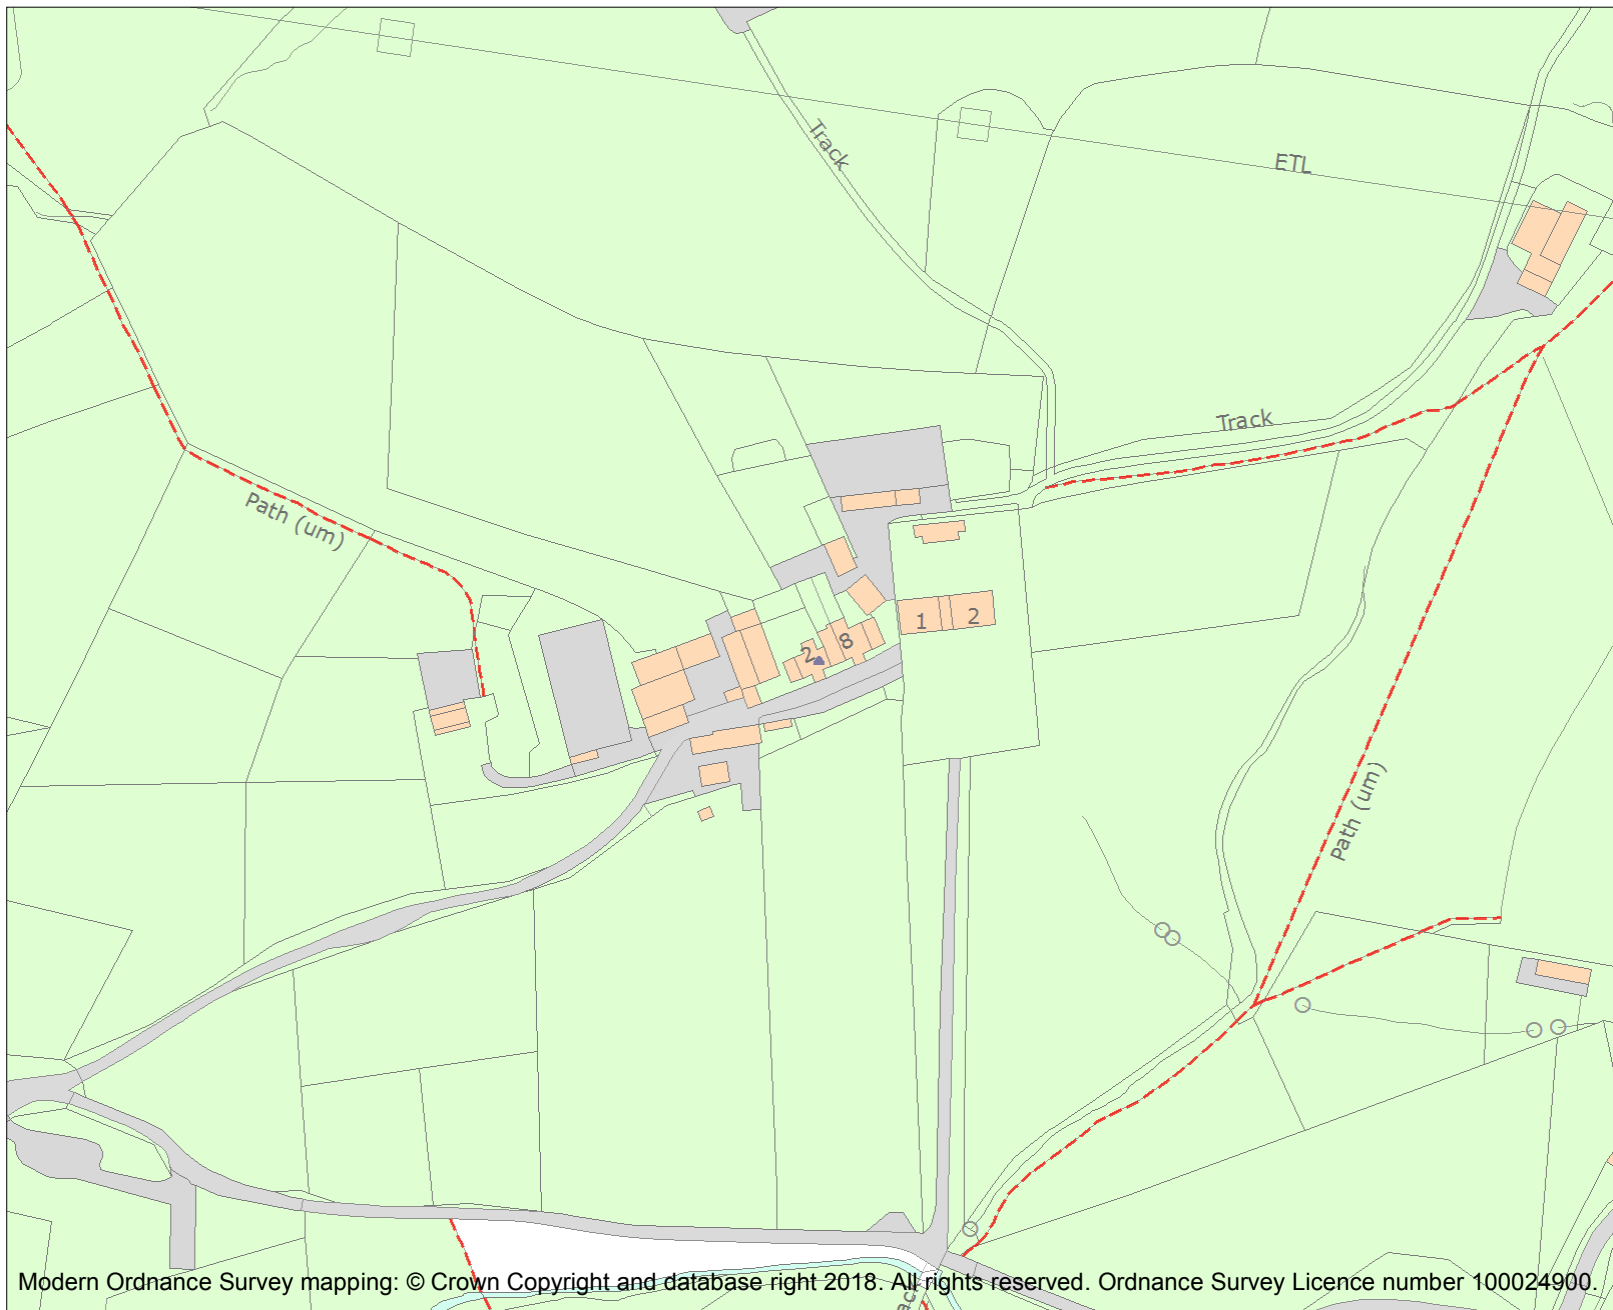 Track
ETL
Track
Path (um)
1
2
2
8
Path (um)
Modern Ordnance Survey mapping: © Crown Copyright and database right 2018. All rights reserved. Ordnance Survey Licence number 100024900.